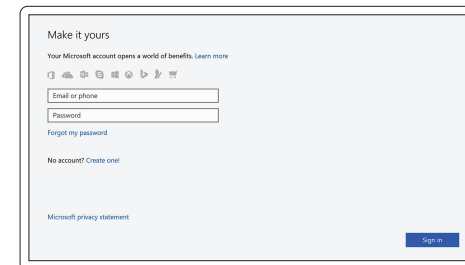 Make it yours
Your Microsoft account opens a world of benefits. Learn more
Email or phone
Password
Forgot my password
No account? Create one!
Microsoft privacy statement
Sign in